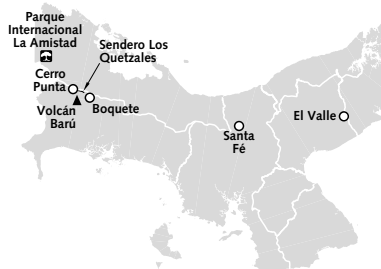 Parque
Internacional
La Amistad
Sendero Los
Quetzales
Cerro
Punta
Volcán
Barú
Boquete
Santa
Fé
El Valle